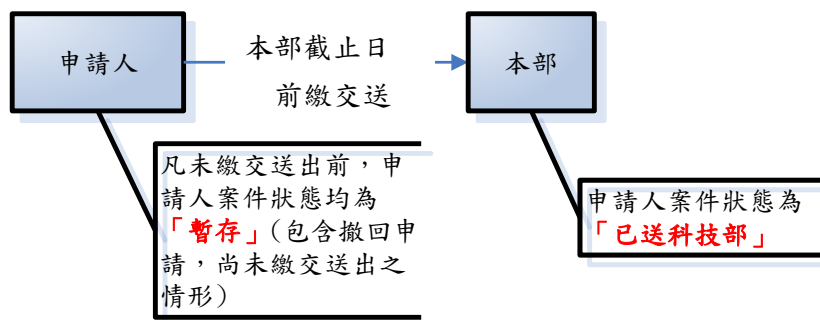 申請人
本部截止日
前繳交送
本部
凡未繳交送出前，申
請人案件狀態均為
「暫存」(包含撤回申
請，尚未繳交送出之
情形)
申請人案件狀態為
「已送科技部」